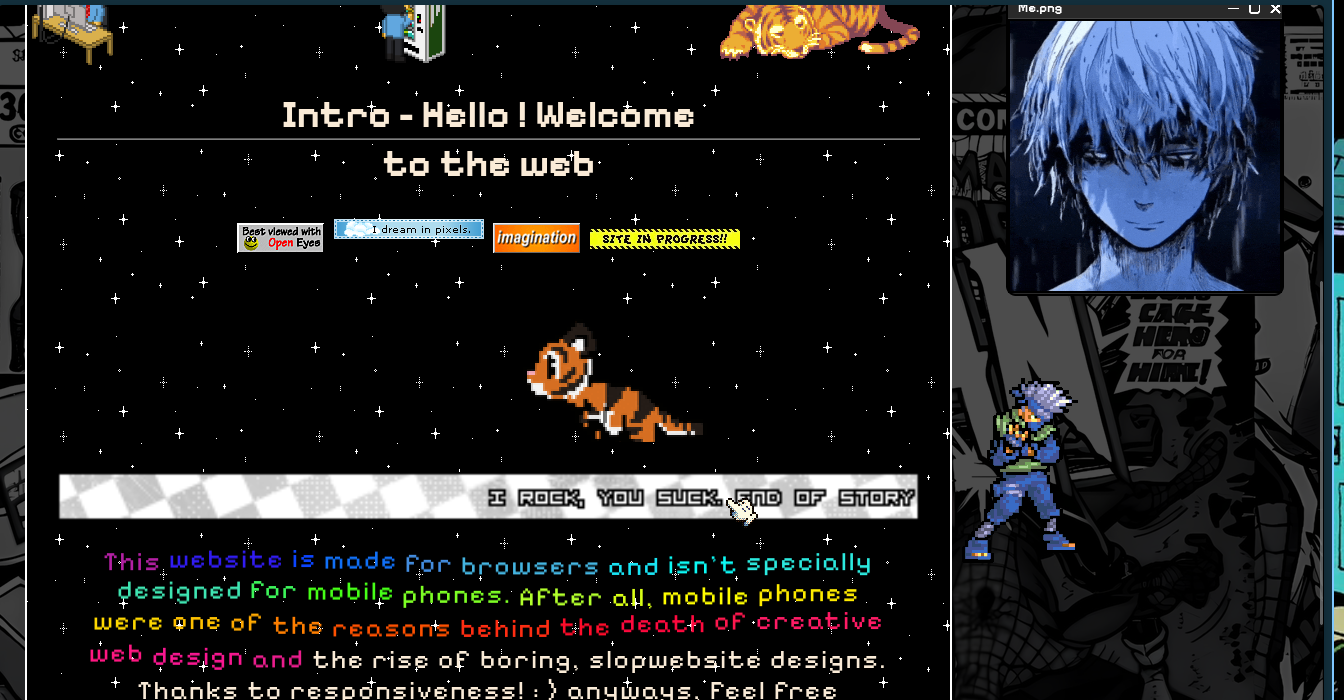 Me.png
Intro - Hello ! Welcome
to the web
Best viewed with
Open Eyes
I dream in pixels.
imagination
SITE IN PROGRESS!!
CAGE
HERO
FOR
HIRE!
I ROCK, YOU SUCK. END OF STORY
This website is made for browsers and isn't specially
designed for mobile phones. After all, mobile phones
were one of the reasons behind the death of creative
web design and the rise of boring, slopwebsite designs.
Thanks to responsiveness! :) anyways, Feel free